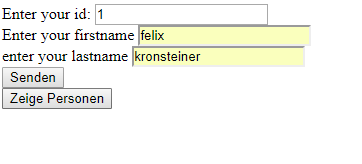 Enter your id: 1
Enter your firstname felix
enter your lastname kronsteiner
Senden
Zeige Personen